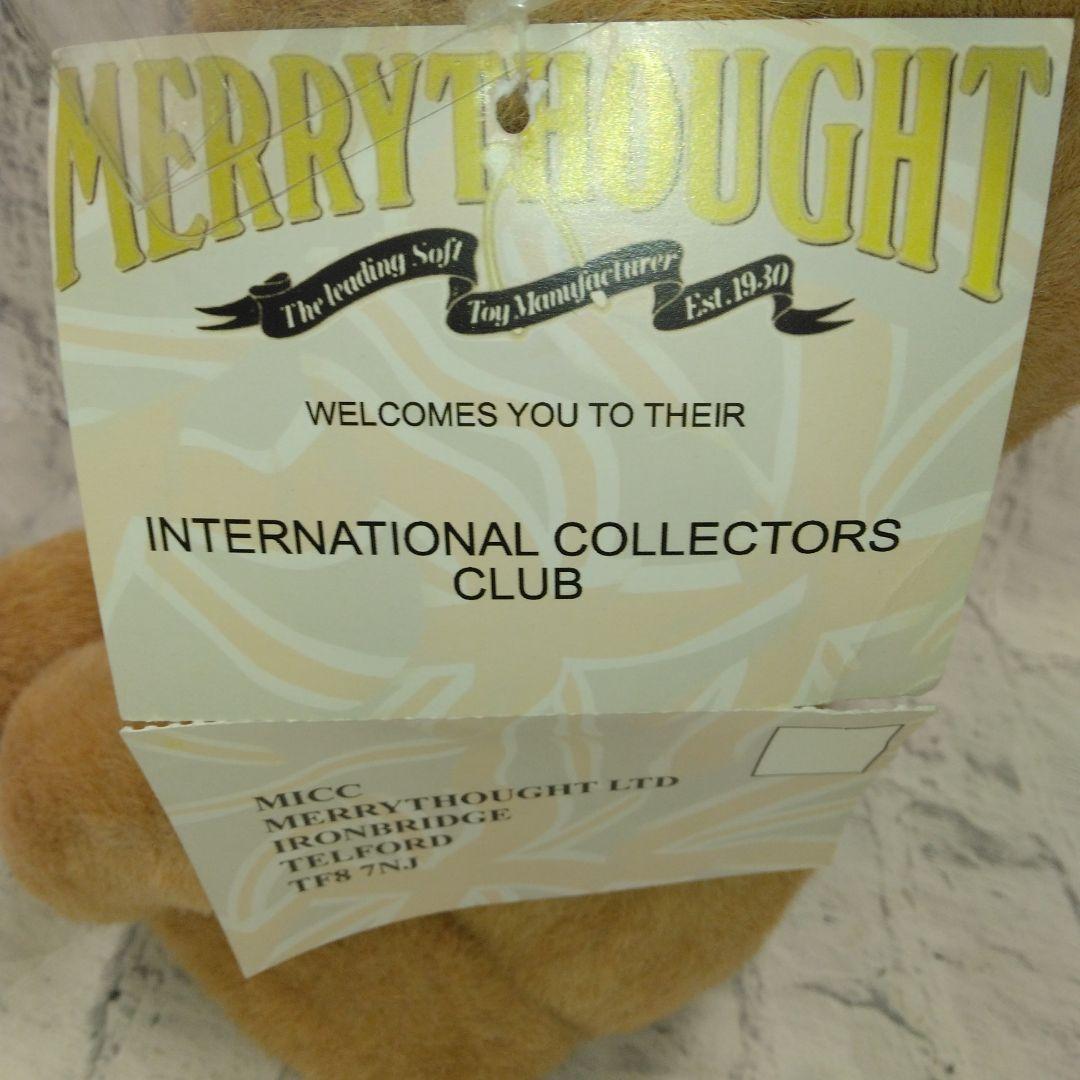 MERRYTHOUGHT
The leading Soft Toy Manufacturer Est. 1930
WELCOMES YOU TO THEIR
INTERNATIONAL COLLECTORS
CLUB
MICC
MERRYTHOUGHT LTD
IRONBRIDGE
TELFORD
TF8 7NJ